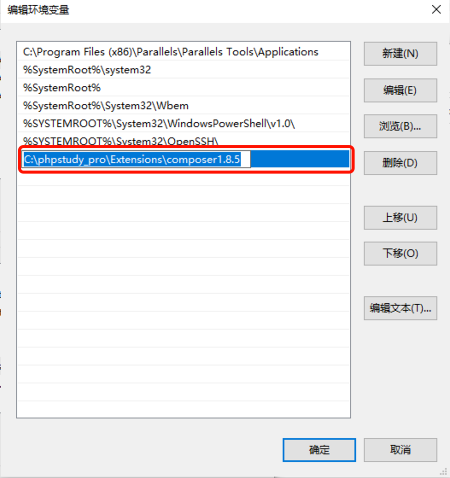 编辑环境变量
C:\Program Files (x86)\Parallels\Parallels Tools\Applications
%SystemRoot%\system32
%SystemRoot%
%SystemRoot%\System32\Wbem
%SYSTEMROOT%\System32\WindowsPowerShell\v1.0\
%SYSTEMROOT%\System32\OpenSSH\
C:\phpstudy_pro\Extensions\composer1.8.5
新建(N)
编辑(E)
浏览(B)...
删除(D)
上移(U)
下移(O)
编辑文本(T)...
确定
取消